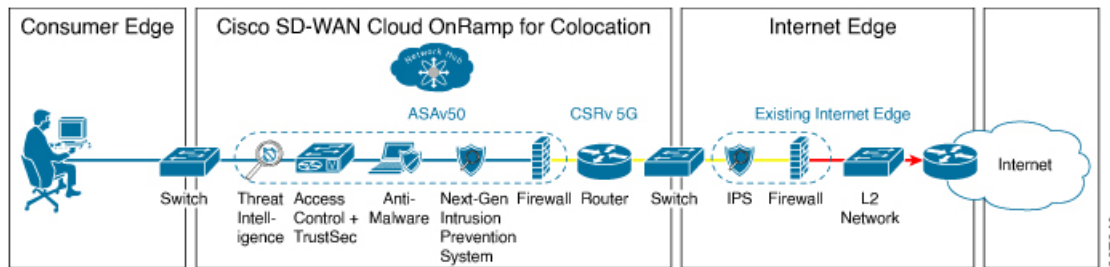 Consumer Edge
Cisco SD-WAN Cloud OnRamp for Colocation
Internet Edge
Network Hub
ASAv50
CSRv 5G
Existing Internet Edge
Internet
Switch
Threat
Intell-
igence
Access
Control +
TrustSec
Anti-
Malware
Next-Gen
Intrusion
Prevention
System
Firewall
Router
Switch
IPS
Firewall
L2
Network